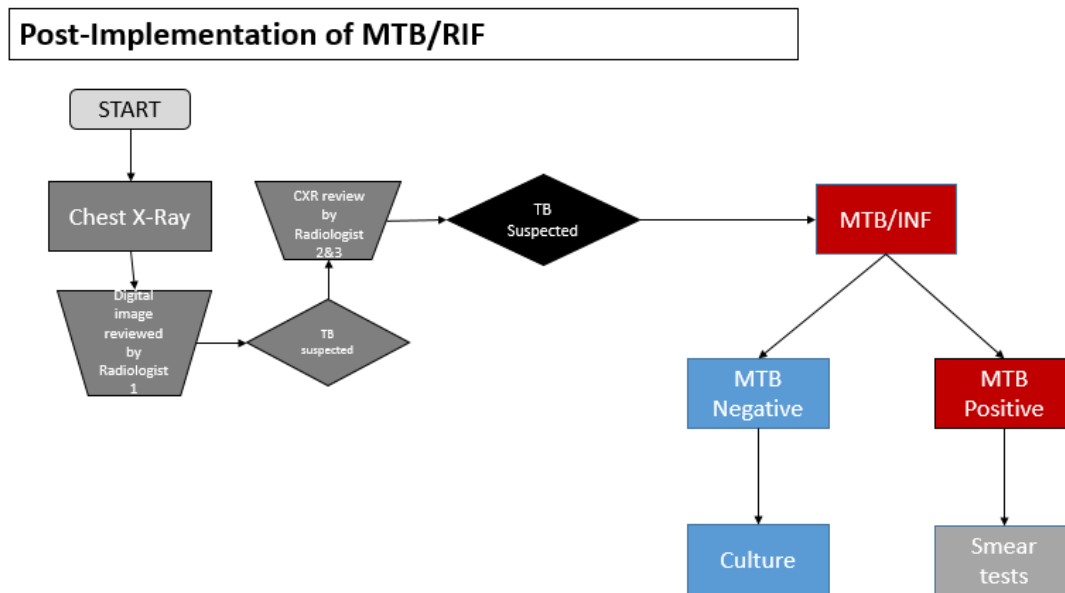 Post-Implementation of MTB/RIF
START
Chest X-Ray
Digital
image
reviewed
by
Radiologist
1
TB
suspected
CXR review
by
Radiologist
2&3
TB
Suspected
MTB/INF
MTB
Negative
MTB
Positive
Culture
Smear
tests